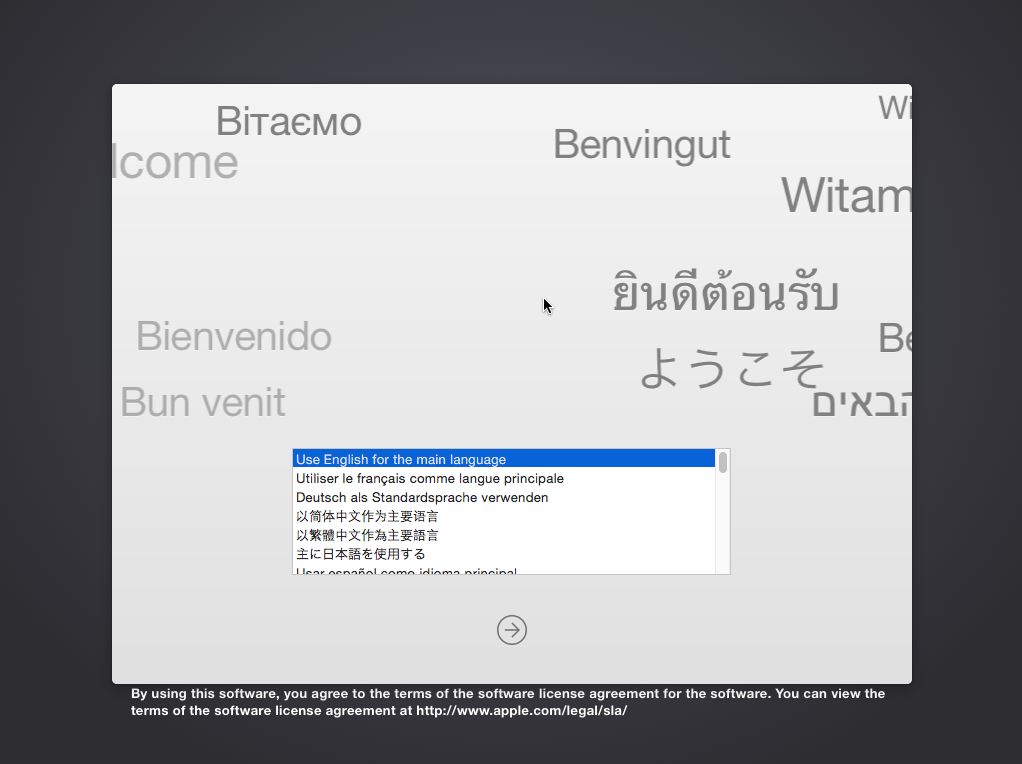 Вітаємо
lcome
Benvingut
Wi
Witam
ยินดีต้อนรับ
Bienvenido
Be
ようこそ
Bun venit
הבאים
Use English for the main language
Utiliser le français comme langue principale
Deutsch als Standardsprache verwenden
以简体中文作为主要语言
以繁體中文作為主要語言
主に日本語を使用する
Usar español como idioma principal
By using this software, you agree to the terms of the software license agreement for the software. You can view the
terms of the software license agreement at http://www.apple.com/legal/sla/